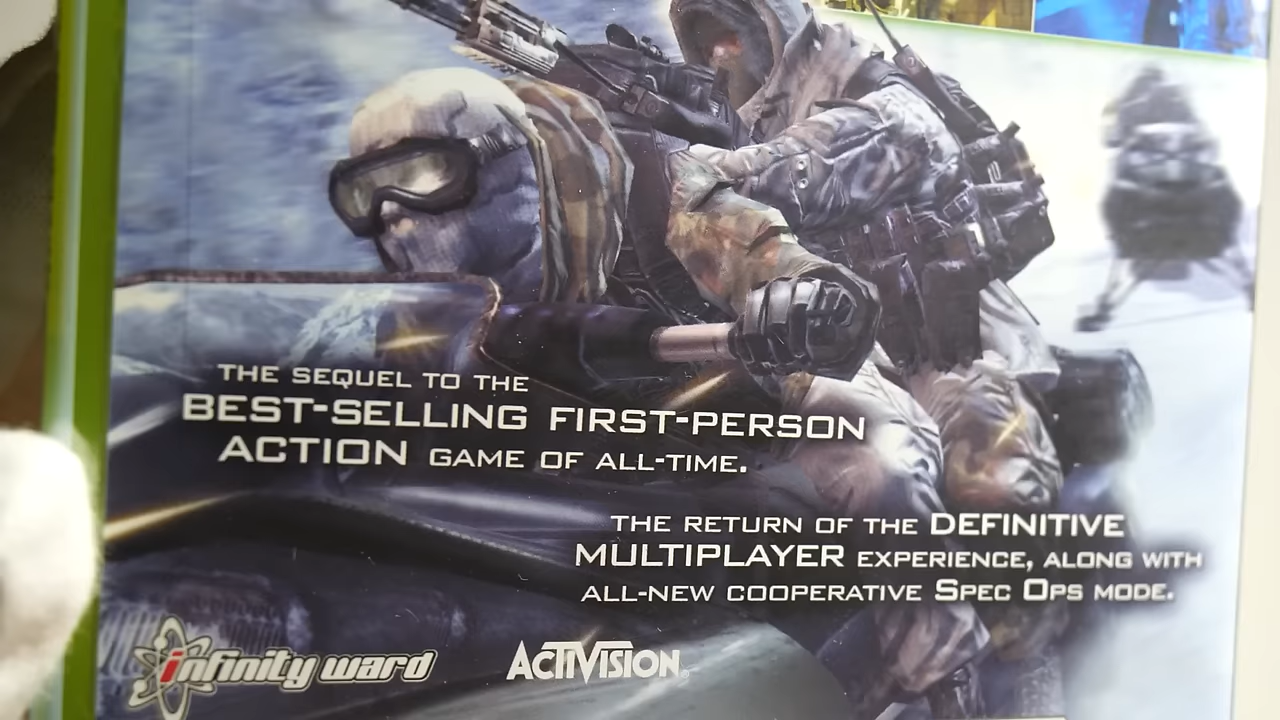 THE SEQUEL TO THE
BEST-SELLING FIRST-PERSON
ACTION GAME OF ALL-TIME.
THE RETURN OF THE DEFINITIVE
MULTIPLAYER EXPERIENCE, ALONG WITH
ALL-NEW COOPERATIVE SPEC OPS MODE.
infinity ward
ACTIVISION®